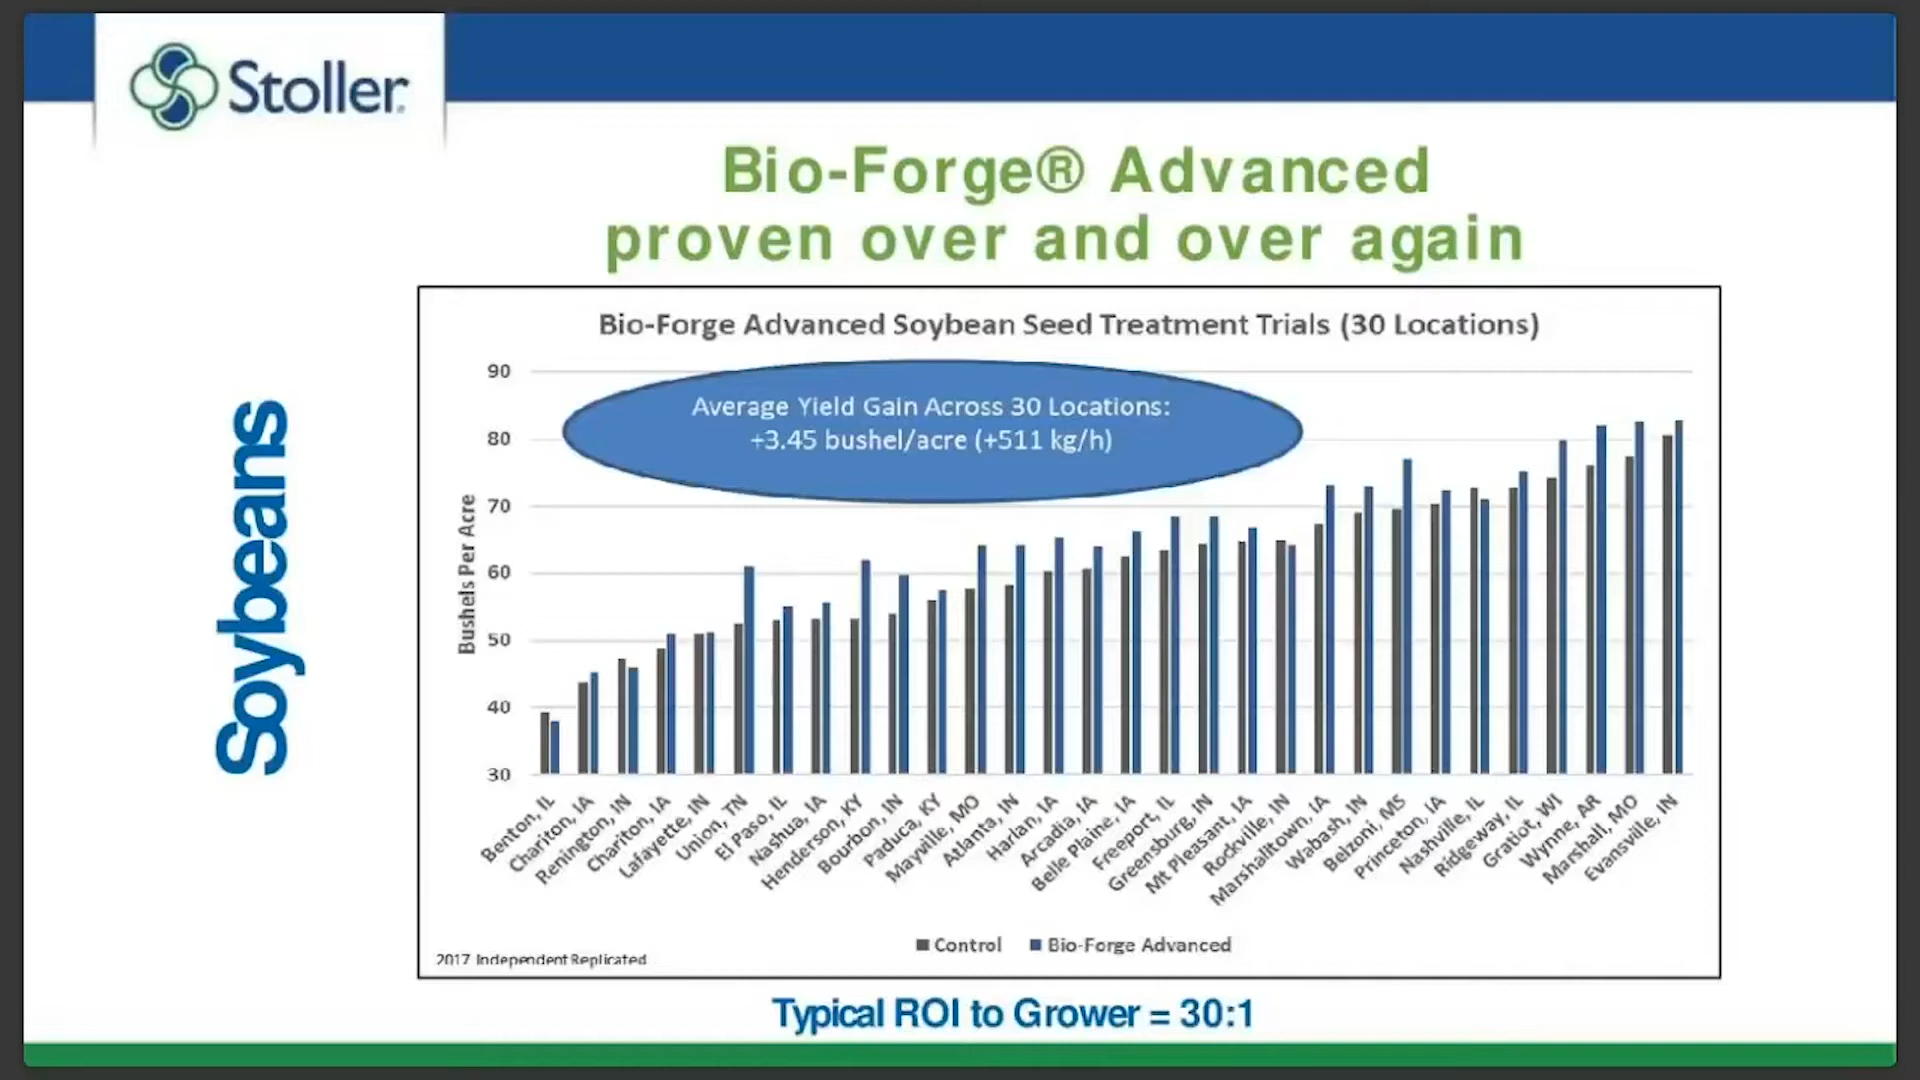 Stoller
Bio-Forge® Advanced
proven over and over again
Soybeans
Bio-Forge Advanced Soybean Seed Treatment Trials (30 Locations)
Average Yield Gain Across 30 Locations:
+3.45 bushel/acre (+511 kg/h)
Bushels Per Acre
90
80
70
60
50
40
30
Benton, IL
Chariton, IA
Renington, IN
Chariton, IA
Lafayette, IN
Union, TN
El Paso, IL
Nashua, IA
Henderson, KY
Bourbon, IN
Paduca, KY
Mayville, MO
Atlanta, IN
Harlan, IA
Arcadia, IA
Belle Plaine, IA
Freeport, IL
Greensburg, IN
Mt Pleasant, IA
Rockville, IN
Marshalltown, IA
Wabash, IN
Belzoni, MS
Princeton, IA
Nashville, IL
Ridgeway, IL
Gratiot, WI
Wynne, AR
Marshall, MO
Evansville, IN
Control
Bio-Forge Advanced
2017 Independent Replicated
Typical ROI to Grower = 30:1